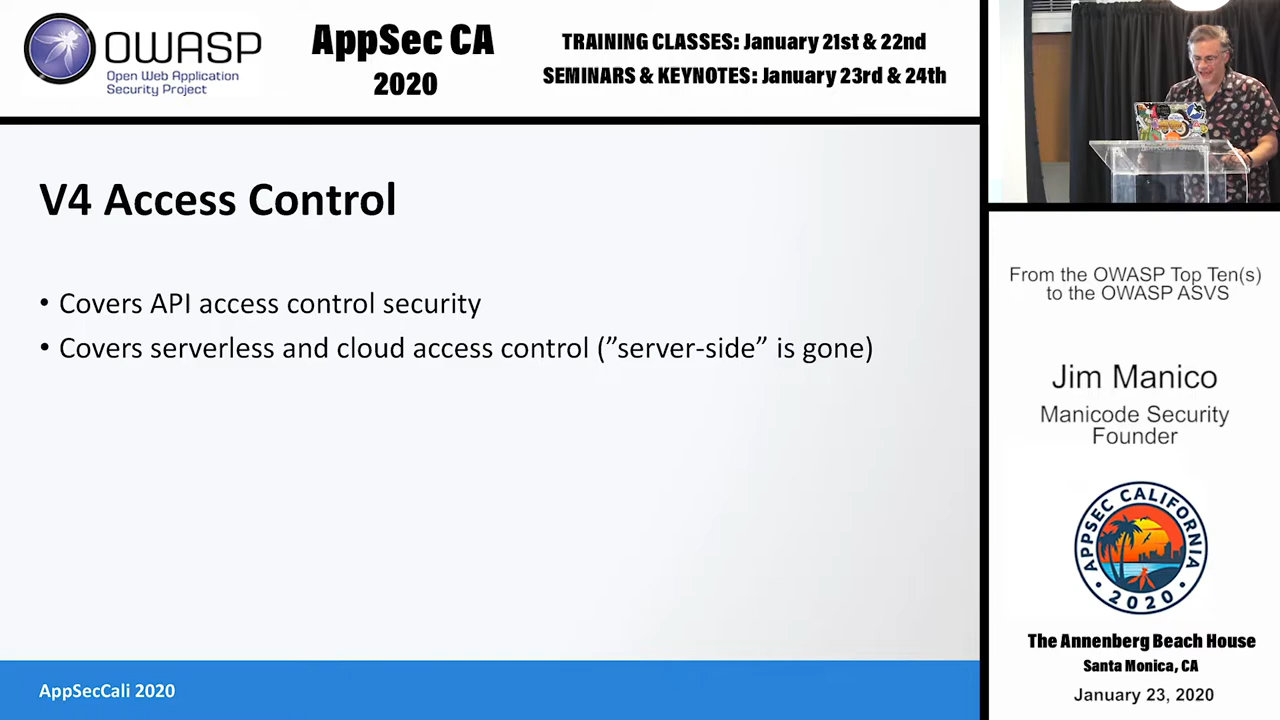 OWASP
Open Web Application
Security Project
AppSec CA
2020
TRAINING CLASSES: January 21st & 22nd
SEMINARS & KEYNOTES: January 23rd & 24th
V4 Access Control
• Covers API access control security
• Covers serverless and cloud access control (”server-side” is gone)
AppSecCali 2020
From the OWASP Top Ten(s)
to the OWASP ASVS
Jim Manico
Manicode Security
Founder
APPSEC CALIFORNIA
• 2020 •
The Annenberg Beach House
Santa Monica, CA
January 23, 2020